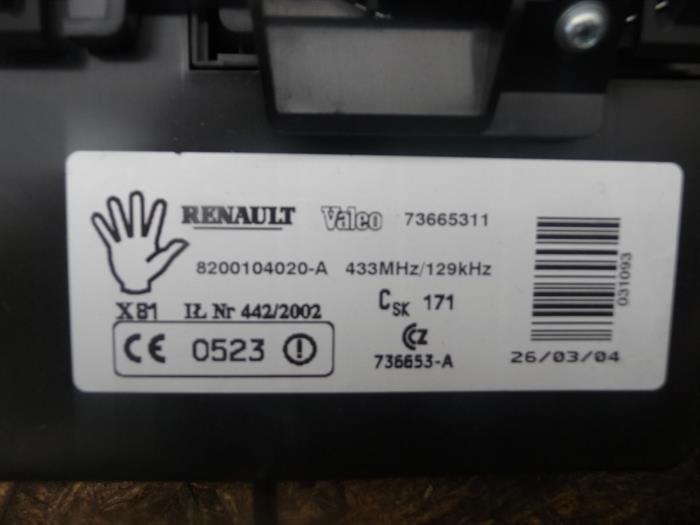 RENAULT Valeo 73665311
8200104020-A 433MHz/129kHz
X81 IŁ Nr 442/2002 CSK 171
CE 0523
736653-A
26/03/04
031093